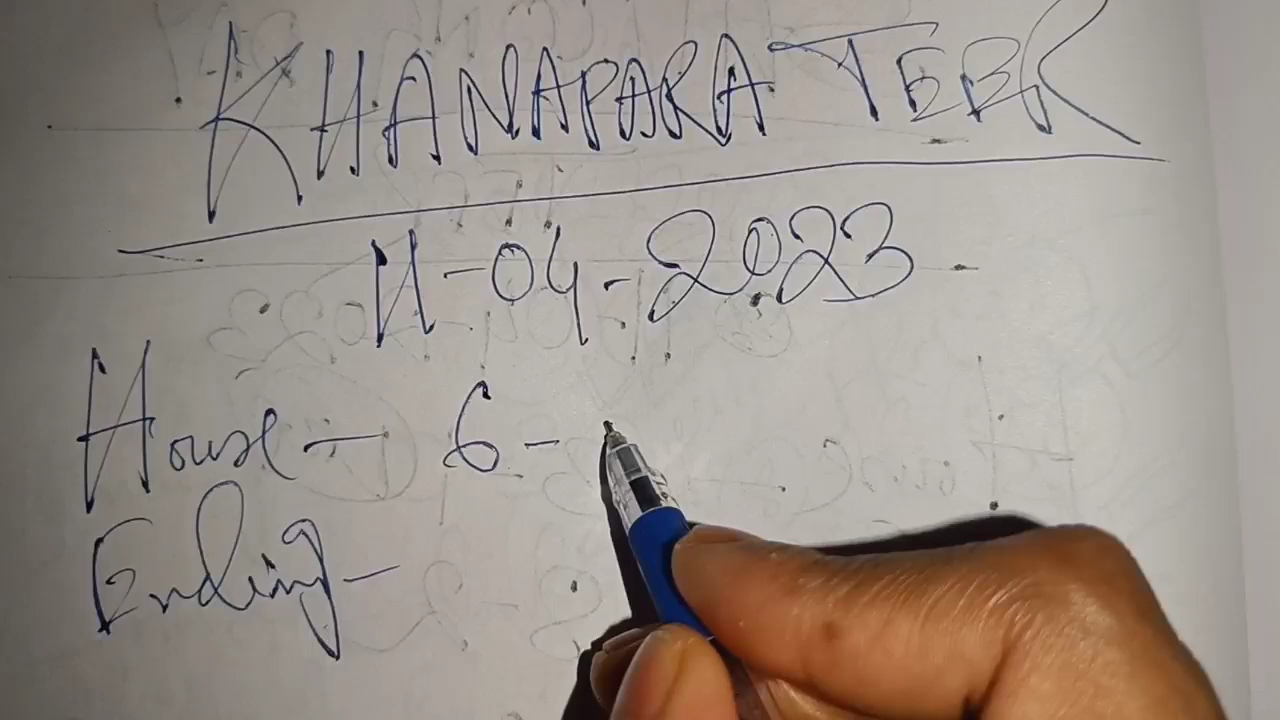 KHANAPARA TEER
11-04-2023
House - 6 -
Ending -